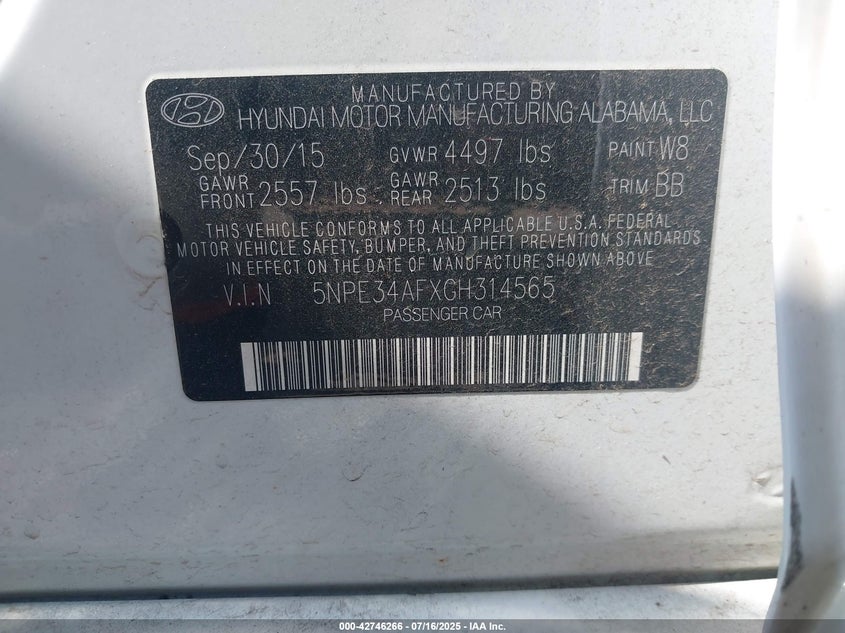 MANUFACTURED BY
HYUNDAI MOTOR MANUFACTURING ALABAMA, LLC
Sep/30/15 GVWR 4497 lbs PAINT W8
GAWR FRONT 2557 lbs. GAWR REAR 2513 lbs TRIM BB
THIS VEHICLE CONFORMS TO ALL APPLICABLE U.S.A. FEDERAL
MOTOR VEHICLE SAFETY, BUMPER, AND THEFT PREVENTION STANDARDS
IN EFFECT ON THE DATE OF MANUFACTURE SHOWN ABOVE
V.I.N 5NPE34AFXGH314565
PASSENGER CAR
000-42746266 - 07/16/2025 - IAA Inc.